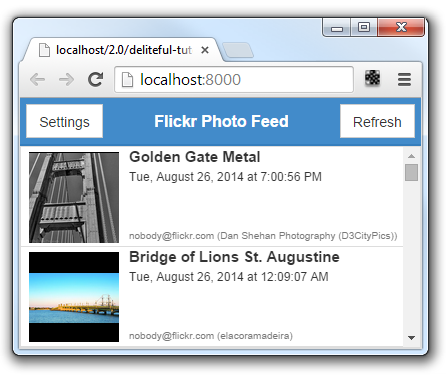 localhost/2.0/deliteful-tut
localhost:8000
Settings
Flickr Photo Feed
Refresh
Golden Gate Metal
Tue, August 26, 2014 at 7:00:56 PM
nobody@flickr.com (Dan Shehan Photography (D3CityPics))
Bridge of Lions St. Augustine
Tue, August 26, 2014 at 12:09:07 AM
nobody@flickr.com (elacoramadeira)